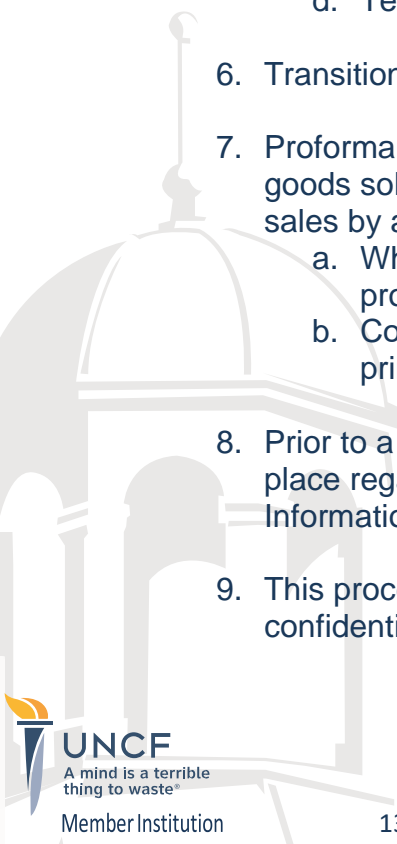 6. Transition
7. Proforma
goods sol
sales by a
a. Wh
pro
b. Co
pri
8. Prior to a
place reg
Informatio
9. This proc
confidenti
UNCF
A mind is a terrible
thing to waste®
Member Institution
13